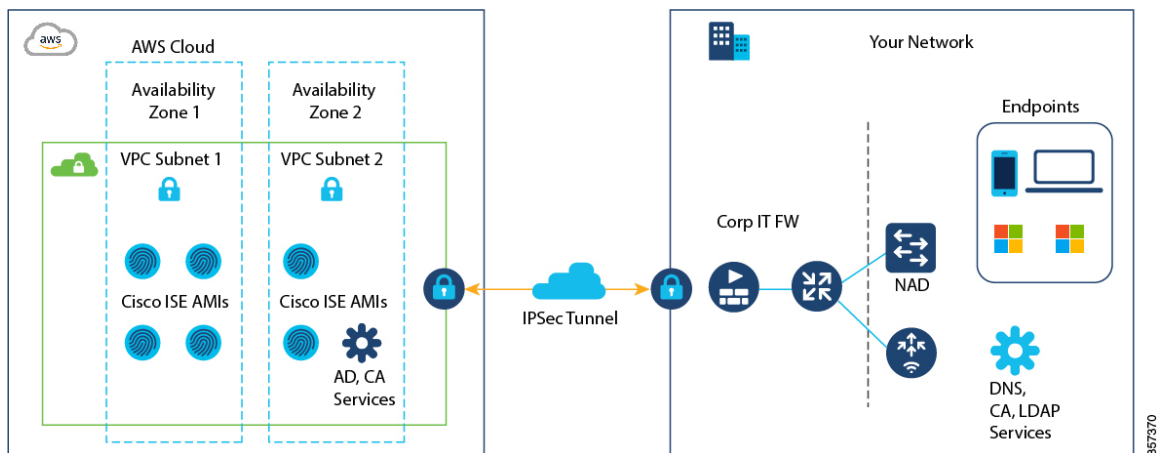 aws
AWS Cloud
Availability
Zone 1
Availability
Zone 2
VPC Subnet 1
VPC Subnet 2
Cisco ISE AMIs
Cisco ISE AMIs
AD, CA
Services
IPSec Tunnel
Your Network
Endpoints
Corp IT FW
NAD
DNS,
CA, LDAP
Services
357370